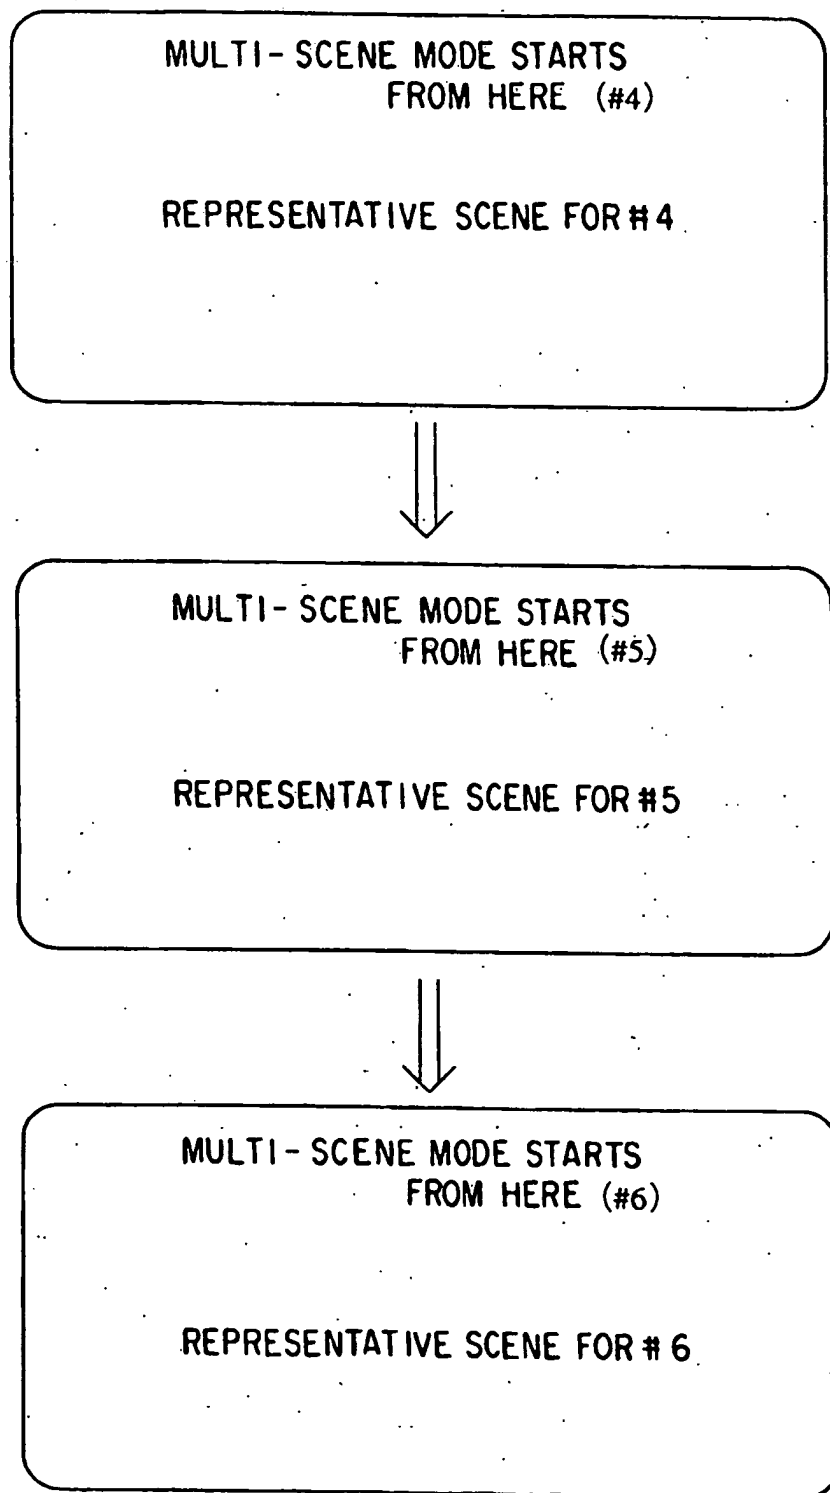 MULTI-SCENE MODE STARTS
FROM HERE (#4)
REPRESENTATIVE SCENE FOR #4
MULTI-SCENE MODE STARTS
FROM HERE (#5)
REPRESENTATIVE SCENE FOR #5
MULTI-SCENE MODE STARTS
FROM HERE (#6)
REPRESENTATIVE SCENE FOR #6